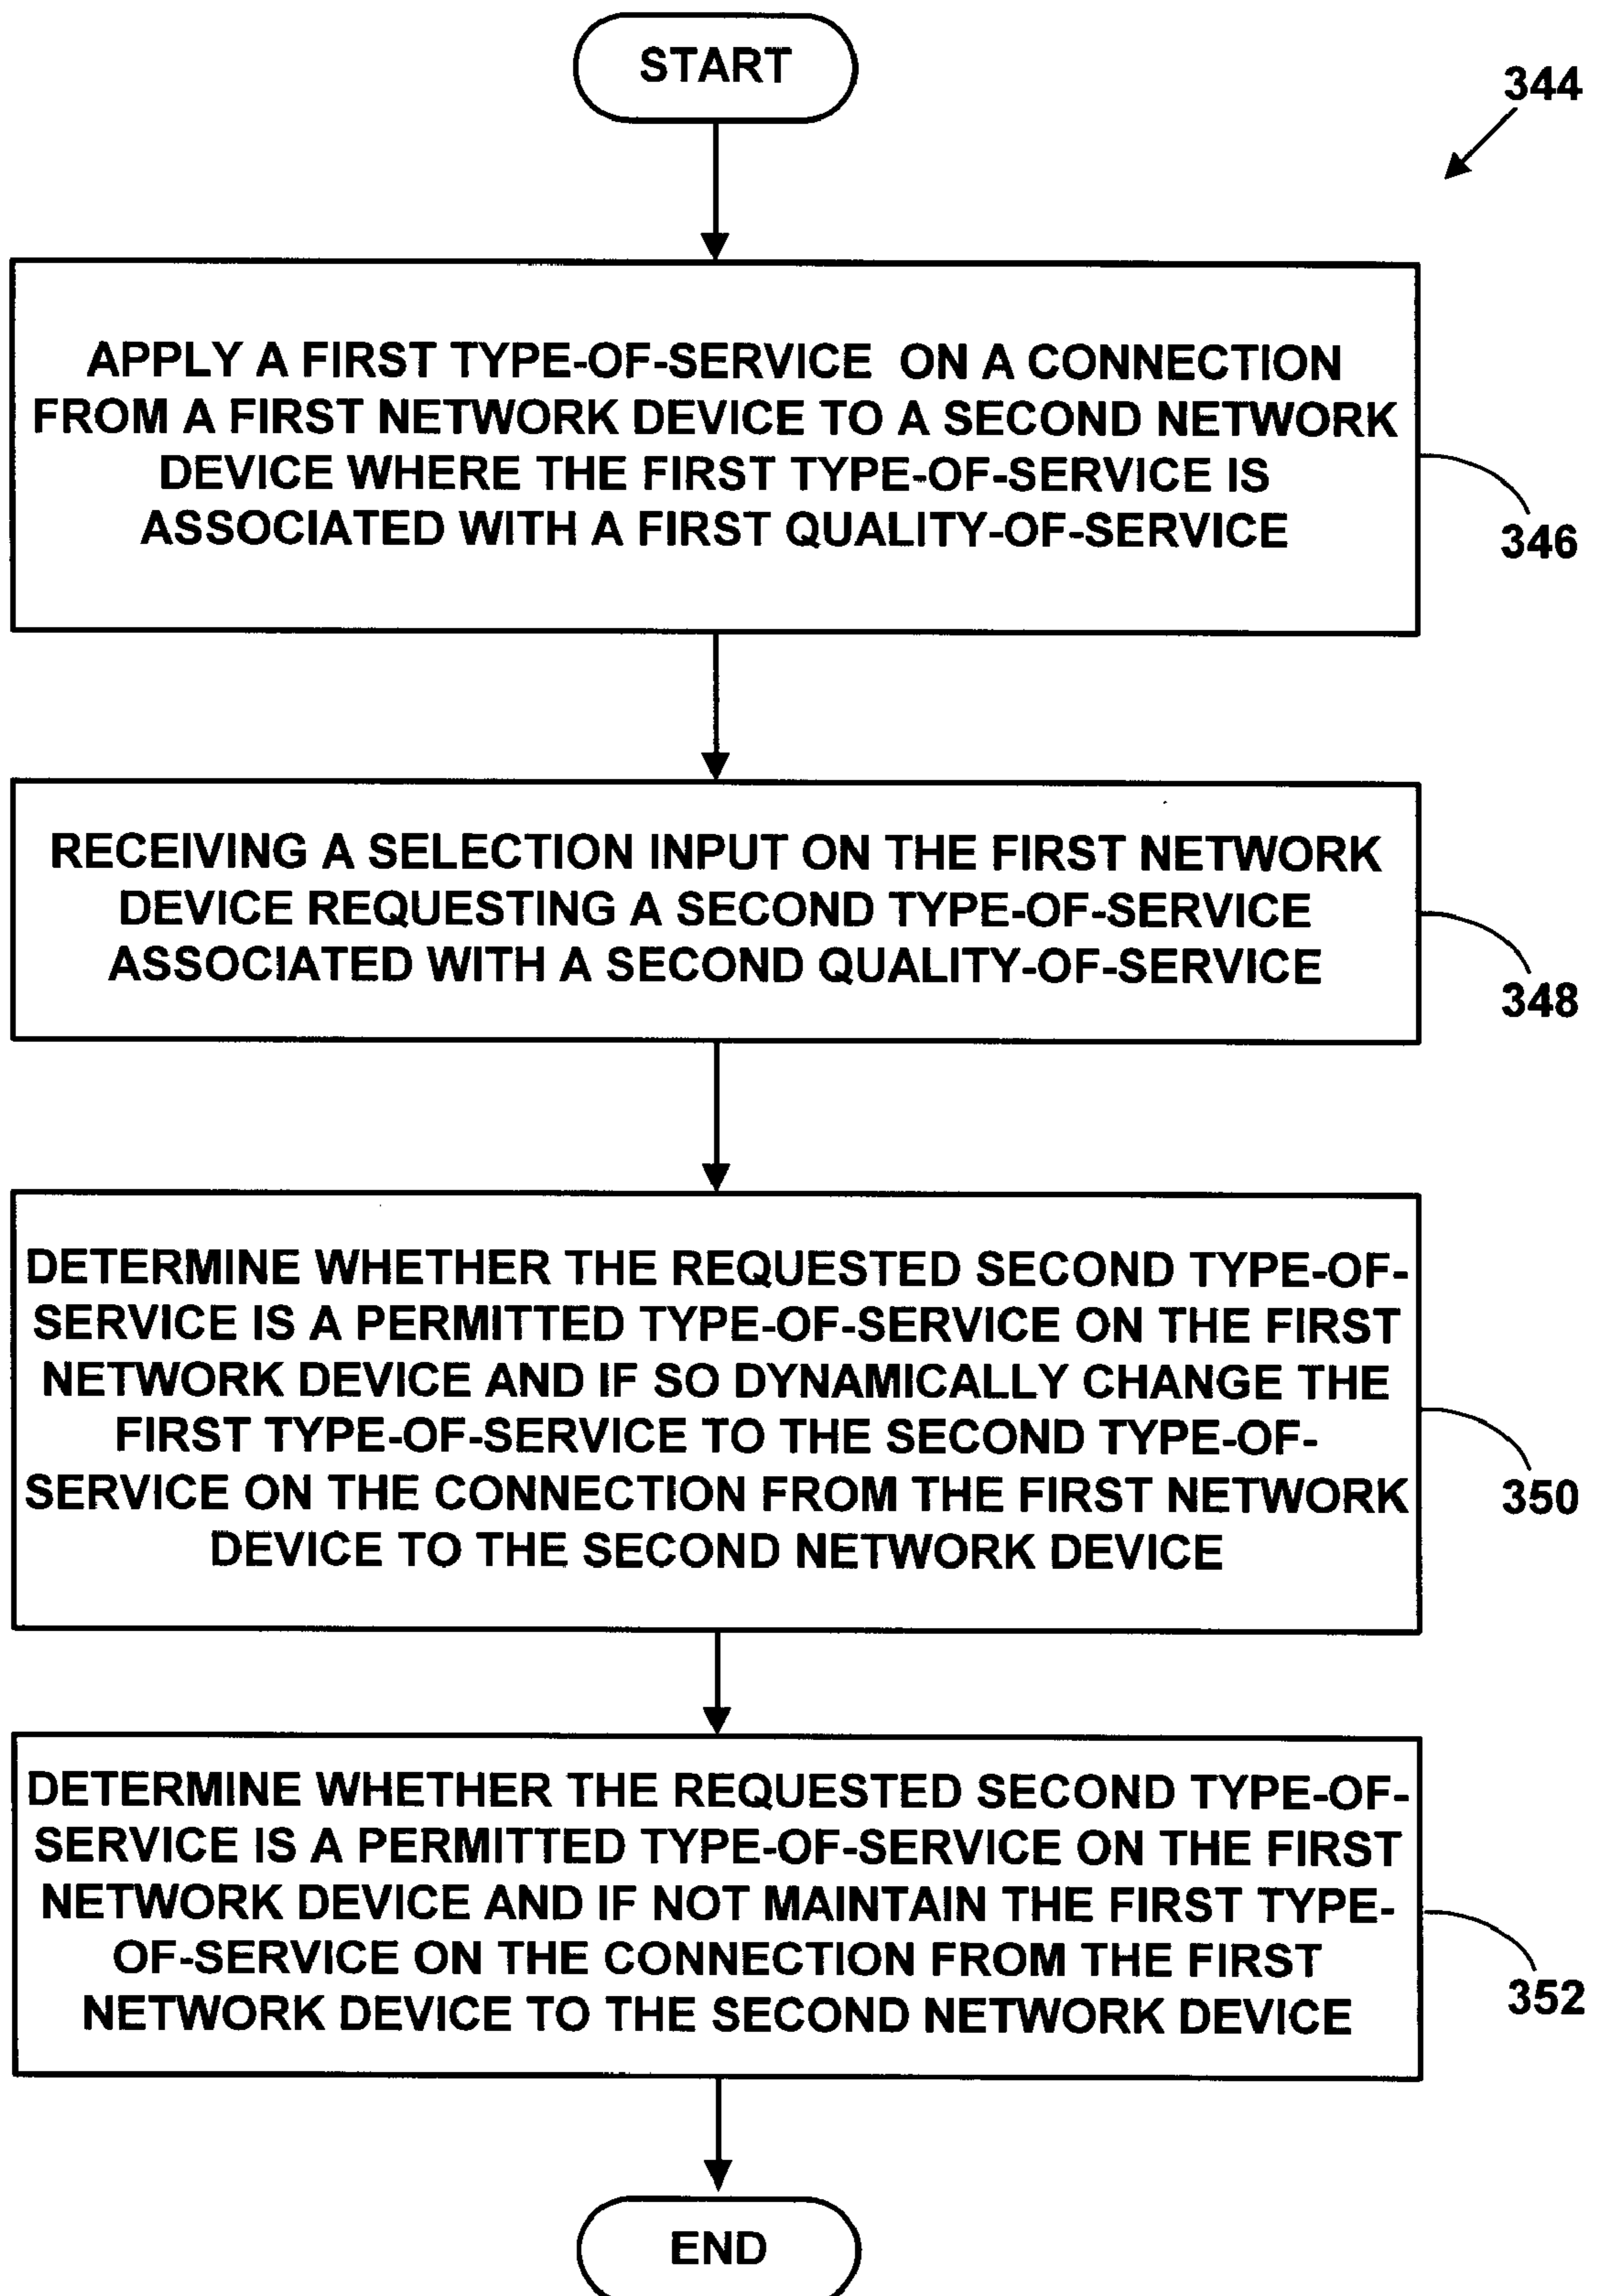 START
344
APPLY A FIRST TYPE-OF-SERVICE ON A CONNECTION
FROM A FIRST NETWORK DEVICE TO A SECOND NETWORK
DEVICE WHERE THE FIRST TYPE-OF-SERVICE IS
ASSOCIATED WITH A FIRST QUALITY-OF-SERVICE
346
RECEIVING A SELECTION INPUT ON THE FIRST NETWORK
DEVICE REQUESTING A SECOND TYPE-OF-SERVICE
ASSOCIATED WITH A SECOND QUALITY-OF-SERVICE
348
DETERMINE WHETHER THE REQUESTED SECOND TYPE-OF-
SERVICE IS A PERMITTED TYPE-OF-SERVICE ON THE FIRST
NETWORK DEVICE AND IF SO DYNAMICALLY CHANGE THE
FIRST TYPE-OF-SERVICE TO THE SECOND TYPE-OF-
SERVICE ON THE CONNECTION FROM THE FIRST NETWORK
DEVICE TO THE SECOND NETWORK DEVICE
350
DETERMINE WHETHER THE REQUESTED SECOND TYPE-OF-
SERVICE IS A PERMITTED TYPE-OF-SERVICE ON THE FIRST
NETWORK DEVICE AND IF NOT MAINTAIN THE FIRST TYPE-
OF-SERVICE ON THE CONNECTION FROM THE FIRST
NETWORK DEVICE TO THE SECOND NETWORK DEVICE
352
END